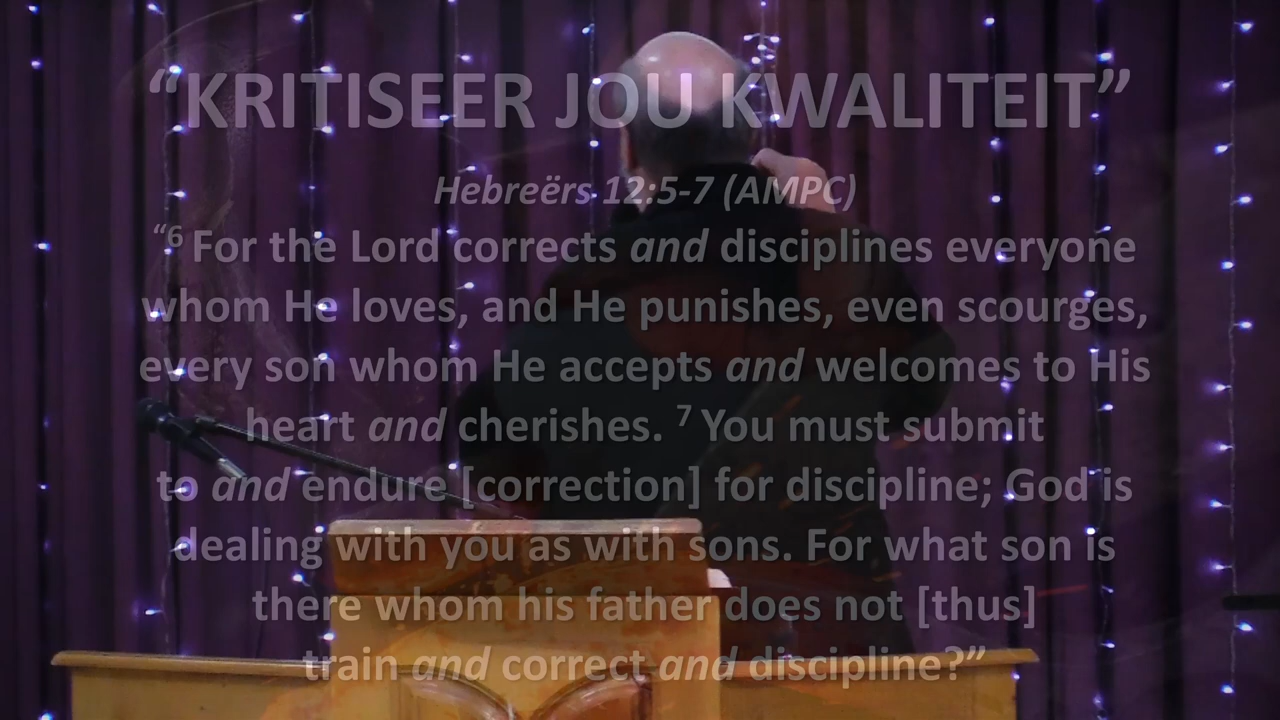 “KRITISEER JOU KWALITEIT”
Hebreërs 12:5-7 (AMPC)
“⁶ For the Lord corrects and disciplines everyone
whom He loves, and He punishes, even scourges,
every son whom He accepts and welcomes to His
heart and cherishes. ⁷ You must submit
to and endure [correction] for discipline; God is
dealing with you as with sons. For what son is
there whom his father does not [thus]
train and correct and discipline?”